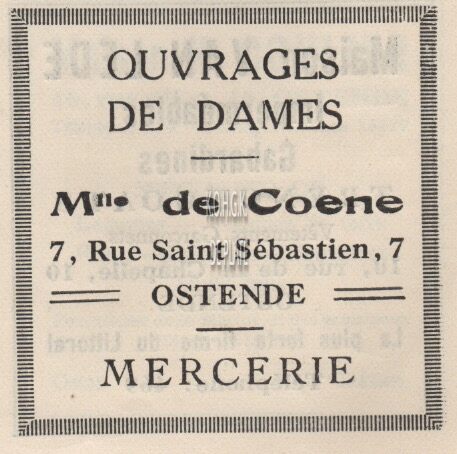 OUVRAGES
DE DAMES
Mlle de Coene
7, Rue Saint Sébastien, 7
OSTENDE
MERCERIE